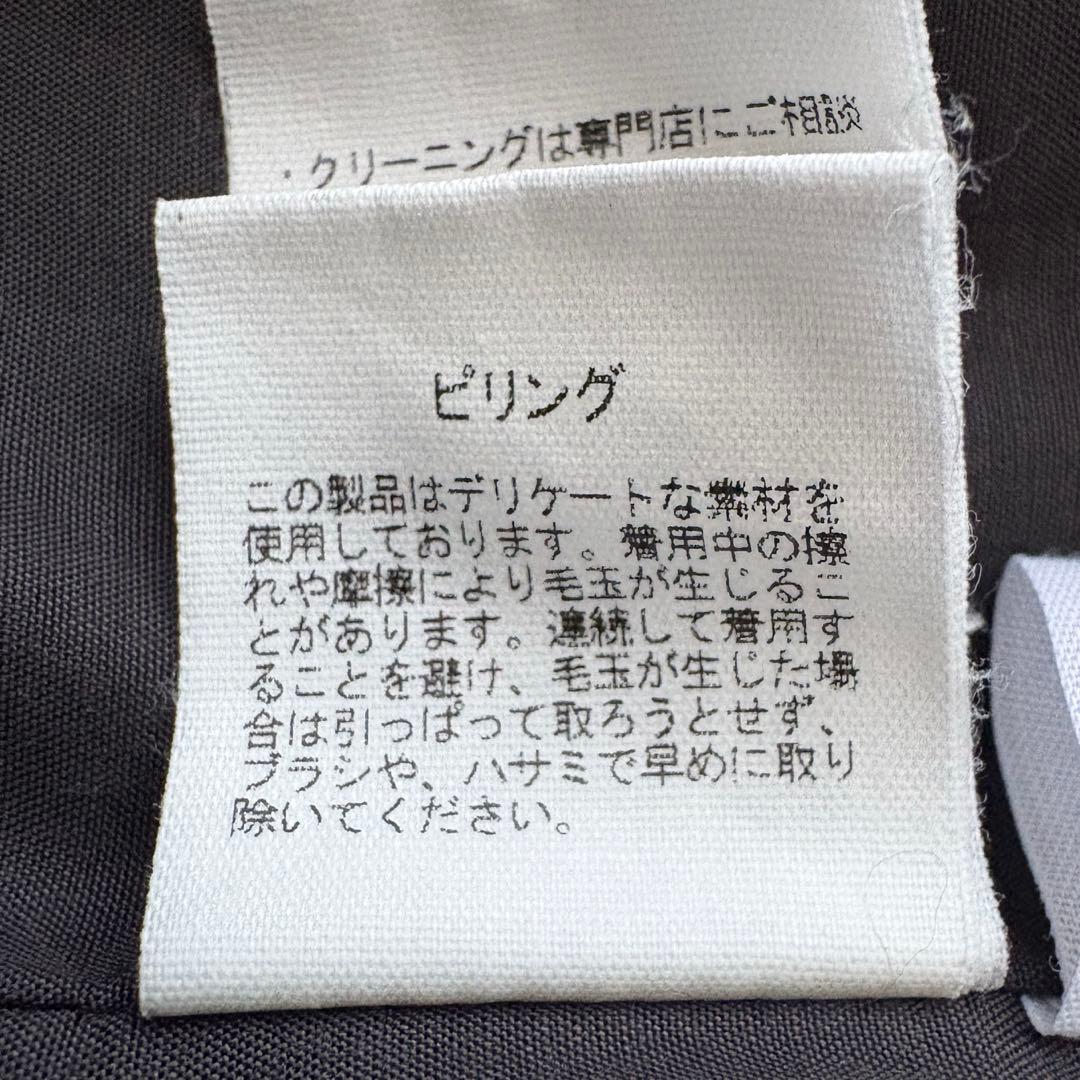 ・クリーニングは専門店にご相談
ピリング
この製品はデリケートな素材を
使用しております。着用中の擦
れや摩擦により毛玉が生じるこ
とがあります。連続して着用す
ることを避け、毛玉が生じた場
合は引っぱって取ろうとせず、
ブラシや、ハサミで早めに取り
除いてください。